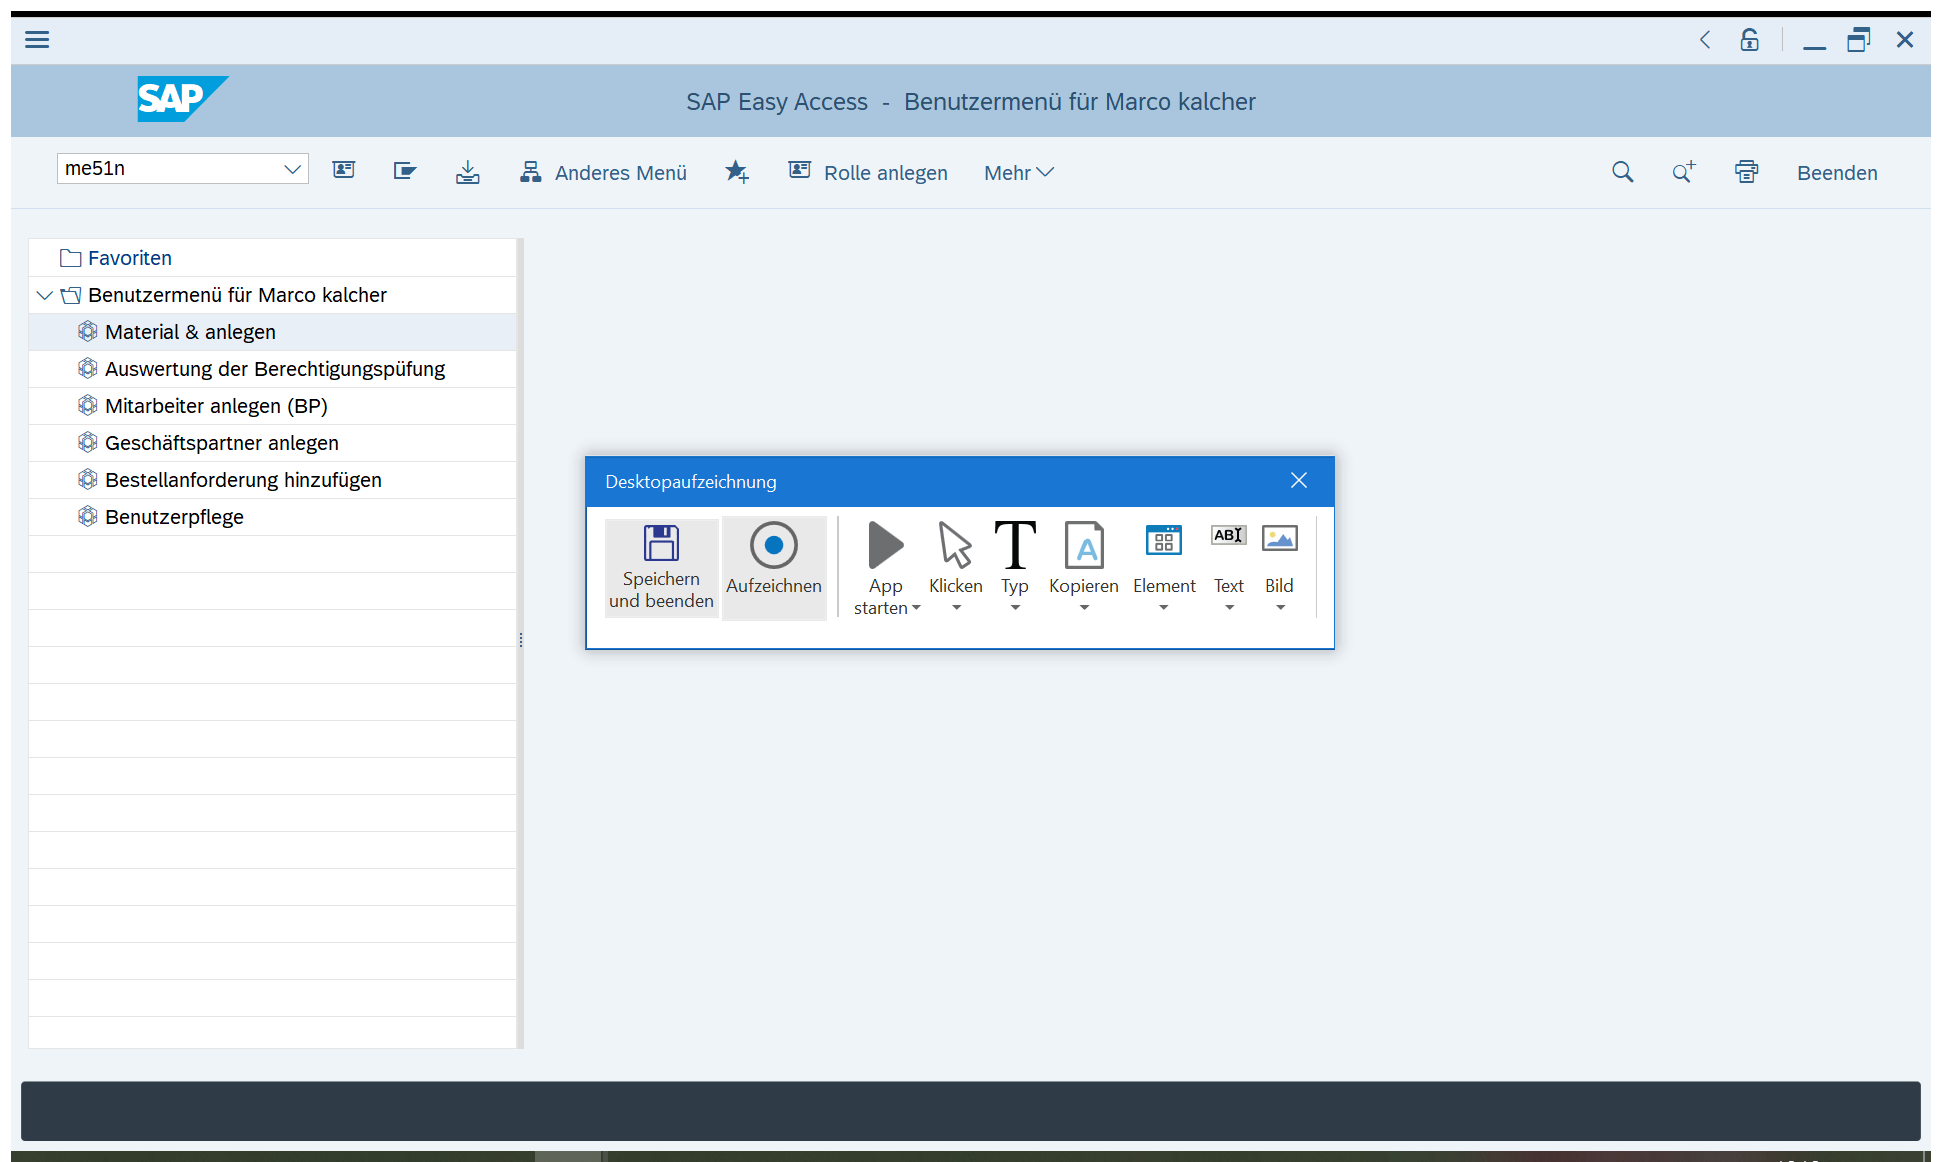 SAP
SAP Easy Access - Benutzermenü für Marco kalcher
me51n
Anderes Menü
Rolle anlegen
Mehr
Beenden
Favoriten
Benutzermenü für Marco kalcher
Material & anlegen
Auswertung der Berechtigungspüfung
Mitarbeiter anlegen (BP)
Geschäftspartner anlegen
Bestellanforderung hinzufügen
Benutzerpflege
Desktopaufzeichnung
Speichern
und beenden
Aufzeichnen
App
starten
Klicken
T
Typ
A
Kopieren
Element
AB
Text
Bild